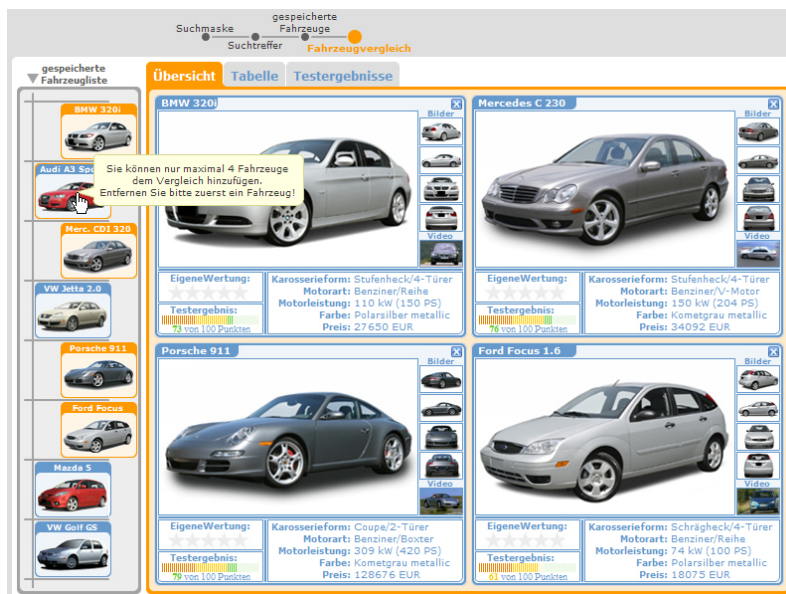 gespeicherte
Suchmaske
Fahrzeuge
Suchtreffer
Fahrzeugvergleich
gespeicherte
Fahrzeugliste
Übersicht
Tabelle
Testergebnisse
BMW 320i
Audi A3 Spo
Merc. CDI 320
VW Jetta 2.0
Porsche 911
Ford Focus
Mazda 5
VW Golf GS
Sie können nur maximal 4 Fahrzeuge
dem Vergleich hinzufügen.
Entfernen Sie bitte zuerst ein Fahrzeug!
BMW 320i
Bilder
Video
EigeneWertung:
Testergebnis:
73 von 100 Punkten
Karosserieform: Stufenheck/4-Türer
Motorart: Benziner/Reihe
Motorleistung: 110 kW (150 PS)
Farbe: Polarsilber metallic
Preis: 27650 EUR
Mercedes C 230
Bilder
Video
EigeneWertung:
Testergebnis:
76 von 100 Punkten
Karosserieform: Stufenheck/4-Türer
Motorart: Benziner/V-Motor
Motorleistung: 150 kW (204 PS)
Farbe: Kometgrau metallic
Preis: 34092 EUR
Porsche 911
Bilder
Video
EigeneWertung:
Testergebnis:
79 von 100 Punkten
Karosserieform: Coupe/2-Türer
Motorart: Benziner/Boxter
Motorleistung: 309 kW (420 PS)
Farbe: Kometgrau metallic
Preis: 128676 EUR
Ford Focus 1.6
Bilder
Video
EigeneWertung:
Testergebnis:
61 von 100 Punkten
Karosserieform: Schrägheck/4-Türer
Motorart: Benziner/Reihe
Motorleistung: 74 kW (100 PS)
Farbe: Polarsilber metallic
Preis: 18075 EUR